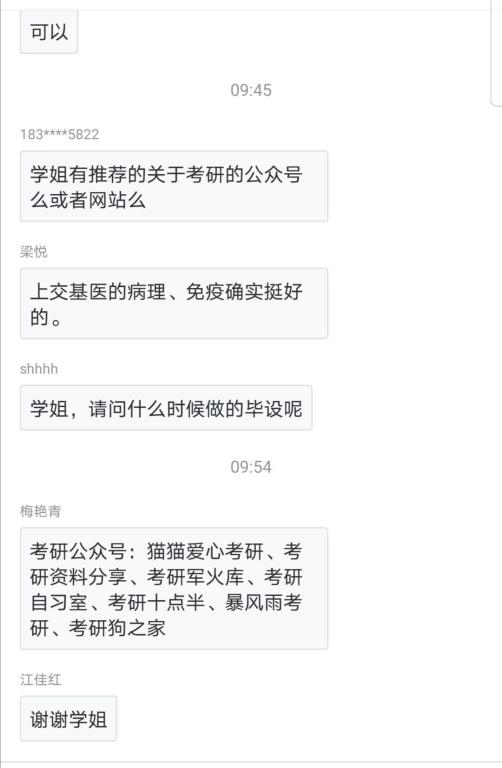 可以
09:45
183****5822
学姐有推荐的关于考研的公众号
么或者网站么
梁悦
上交基医的病理、免疫确实挺好
的。
shhhh
学姐，请问什么时候做的毕设呢
09:54
梅艳青
考研公众号：猫猫爱心考研、考
研资料分享、考研军火库、考研
自习室、考研十点半、暴风雨考
研、考研狗之家
江佳红
谢谢学姐